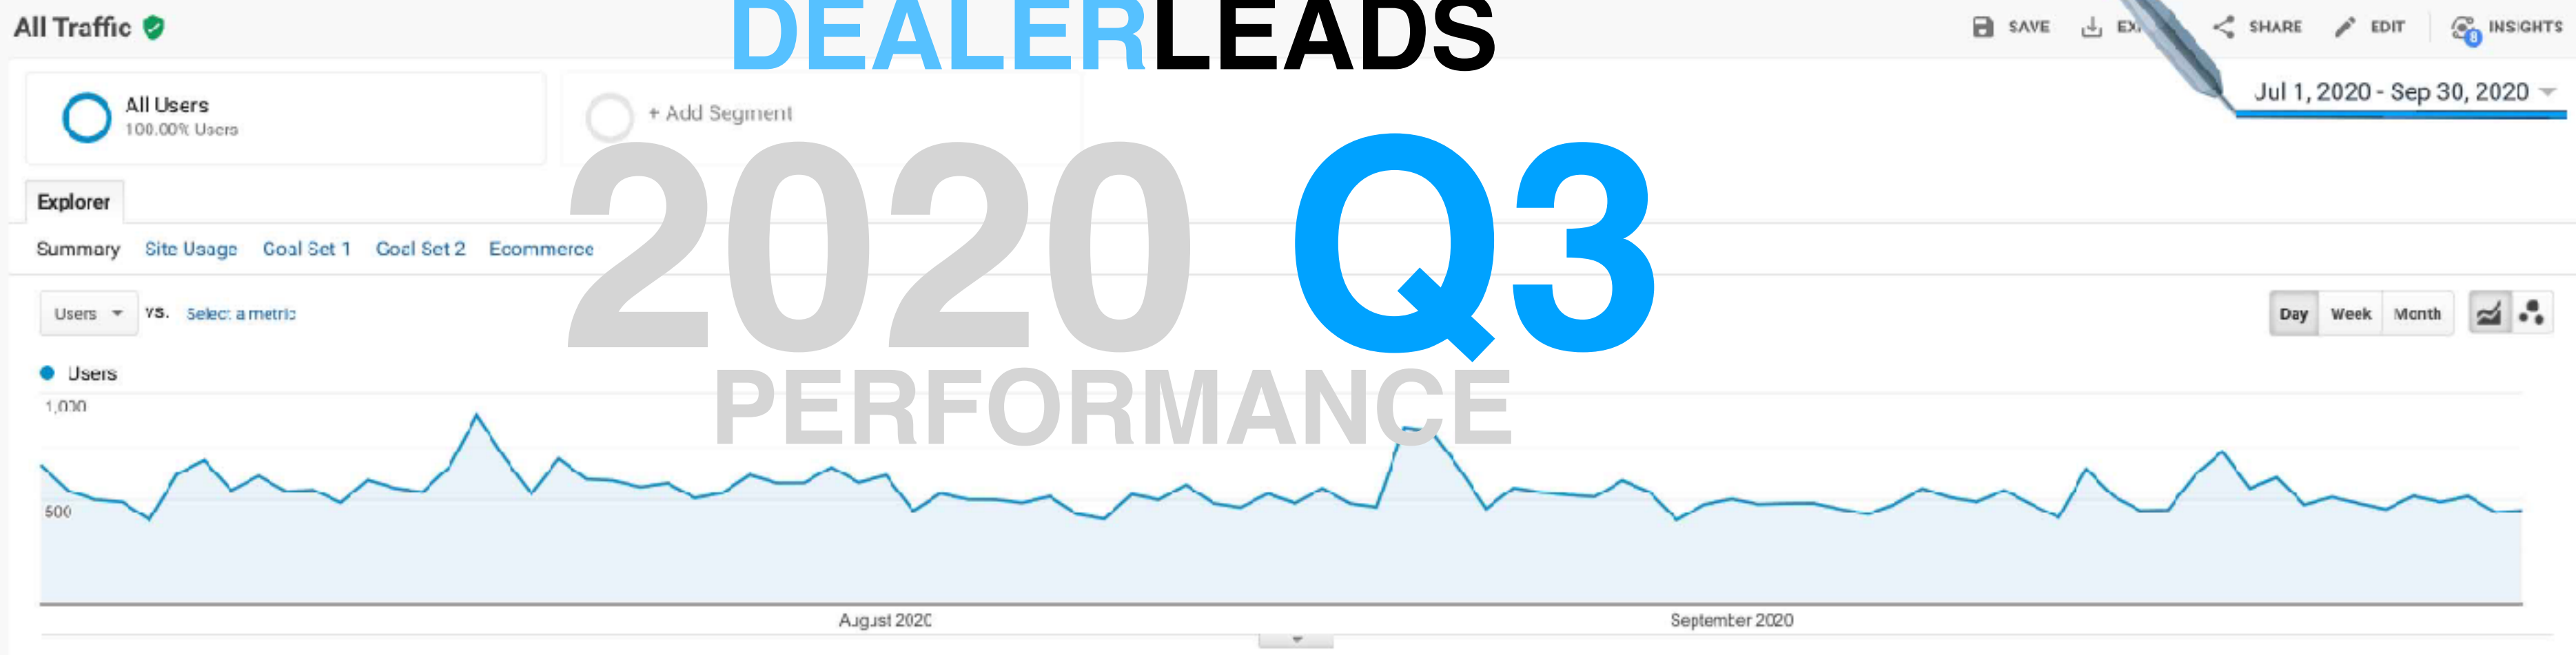 All Traffic
DEALERLEADS
SAVE
SHARE
EDIT
8
INSIGHTS
All Users
100.00% Users
+ Add Segment
Jul 1, 2020 - Sep 30, 2020
2020 Q3
Explorer
Summary Site Usage Goal Set 1 Goal Set 2 Ecommerce
Users VS. Select a metric
Day Week Month
PERFORMANCE
Users
1,000
500
August 2020
September 2020